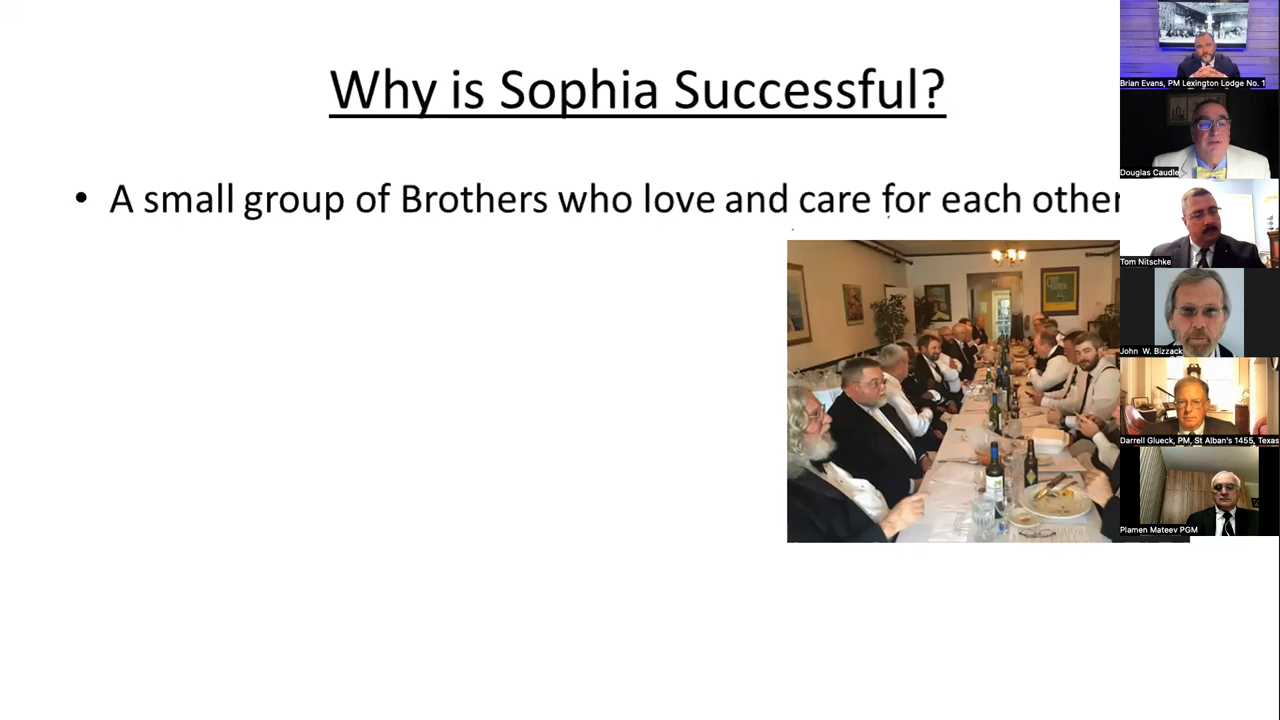 Why is Sophia Successful?
• A small group of Brothers who love and care for each other
Brian Evans, PM Lexington Lodge No. 1
Douglas Caudle
Tom Nitschke
John W. Bizzack
Darrell Glueck, PM, St Alban's 1455, Texas
Plamen Mateev PGM